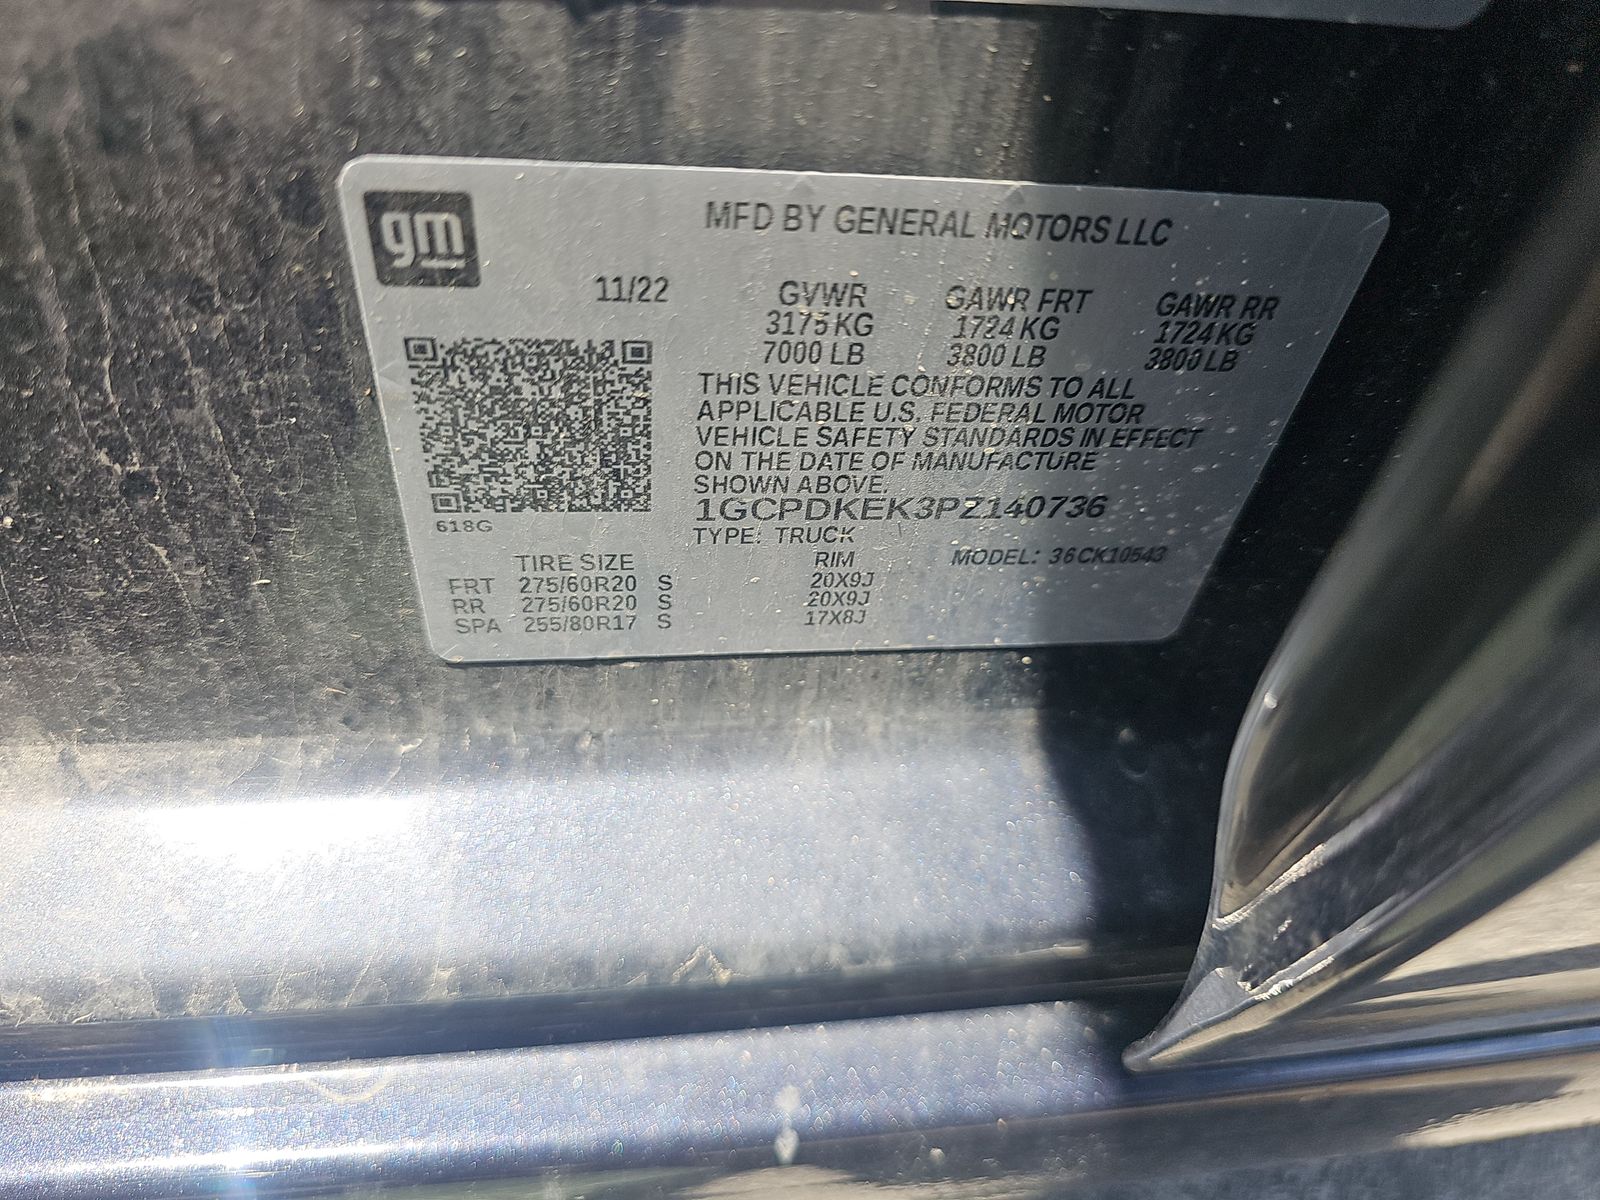 gm
MFD BY GENERAL MOTORS LLC
11/22
GVWR GAWR FRT GAWR RR
3175 KG 1724 KG 1724 KG
7000 LB 3800 LB 3800 LB
THIS VEHICLE CONFORMS TO ALL
APPLICABLE U.S. FEDERAL MOTOR
VEHICLE SAFETY STANDARDS IN EFFECT
ON THE DATE OF MANUFACTURE
SHOWN ABOVE.
1GCPDKEK3PZ140736
618G
TYPE: TRUCK
MODEL: 36CK10543
TIRE SIZE RIM
FRT 275/60R20 S 20X9J
RR 275/60R20 S 20X9J
SPA 255/80R17 S 17X8J